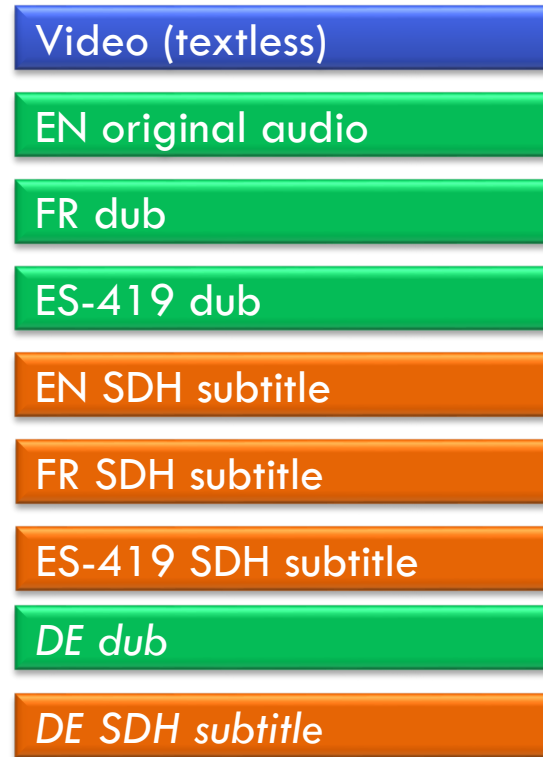 Video (textless)
EN original audio
FR dub
ES-419 dub
EN SDH subtitle
FR SDH subtitle
ES-419 SDH subtitle
DE dub
DE SDH subtitle